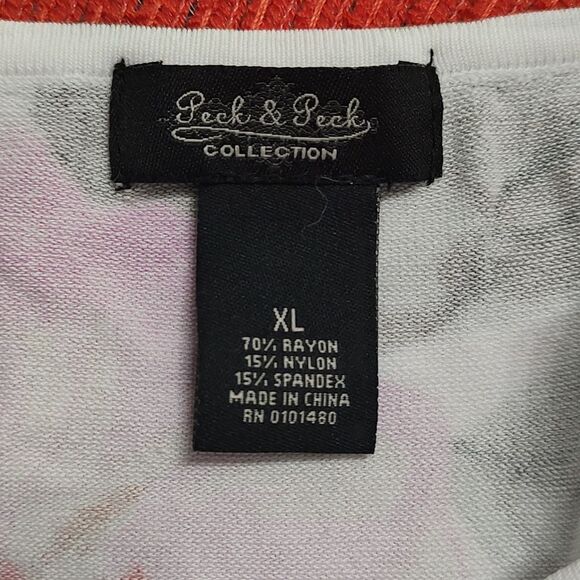 Peck & Peck
COLLECTION
XL
70% RAYON
15% NYLON
15% SPANDEX
MADE IN CHINA
RN 0101480